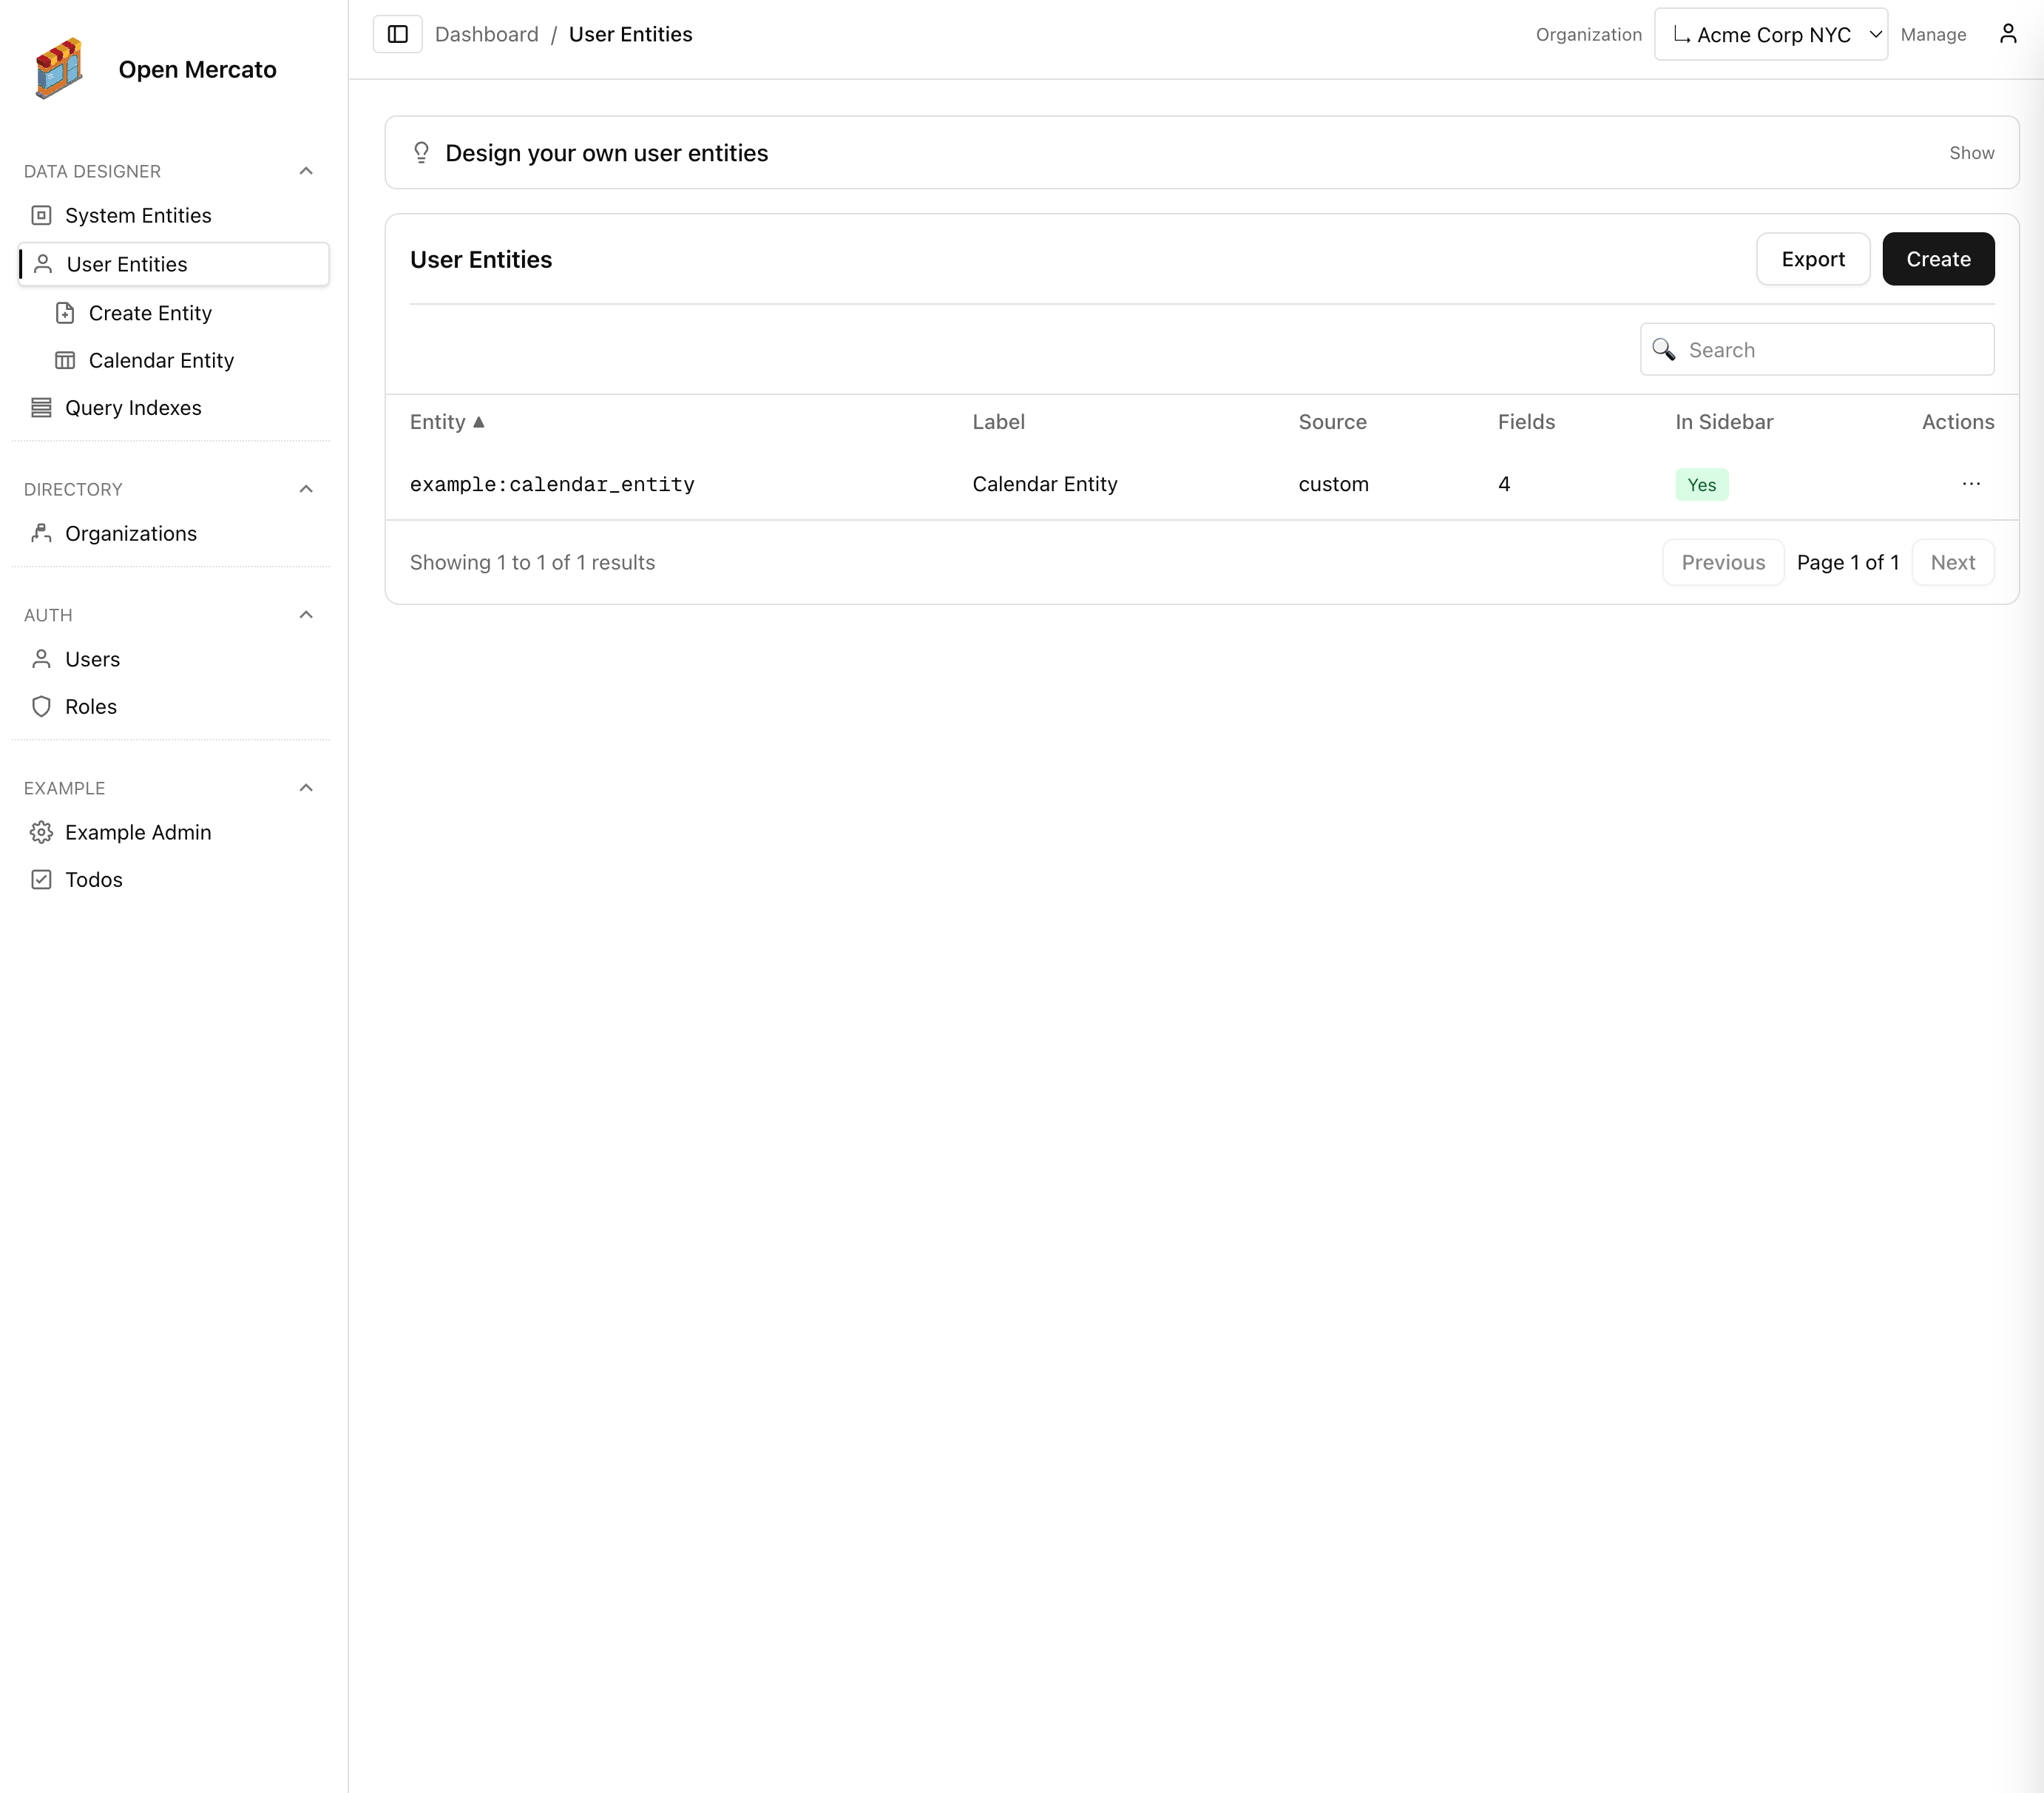 Open Mercato
DATA DESIGNER
System Entities
User Entities
Create Entity
Calendar Entity
Query Indexes
DIRECTORY
Organizations
AUTH
Users
Roles
EXAMPLE
Example Admin
Todos
Dashboard / User Entities
Organization Acme Corp NYC Manage
Design your own user entities Show
User Entities Export Create
Search
Entity ▲ Label Source Fields In Sidebar Actions
example:calendar_entity Calendar Entity custom 4 Yes ...
Showing 1 to 1 of 1 results Previous Page 1 of 1 Next